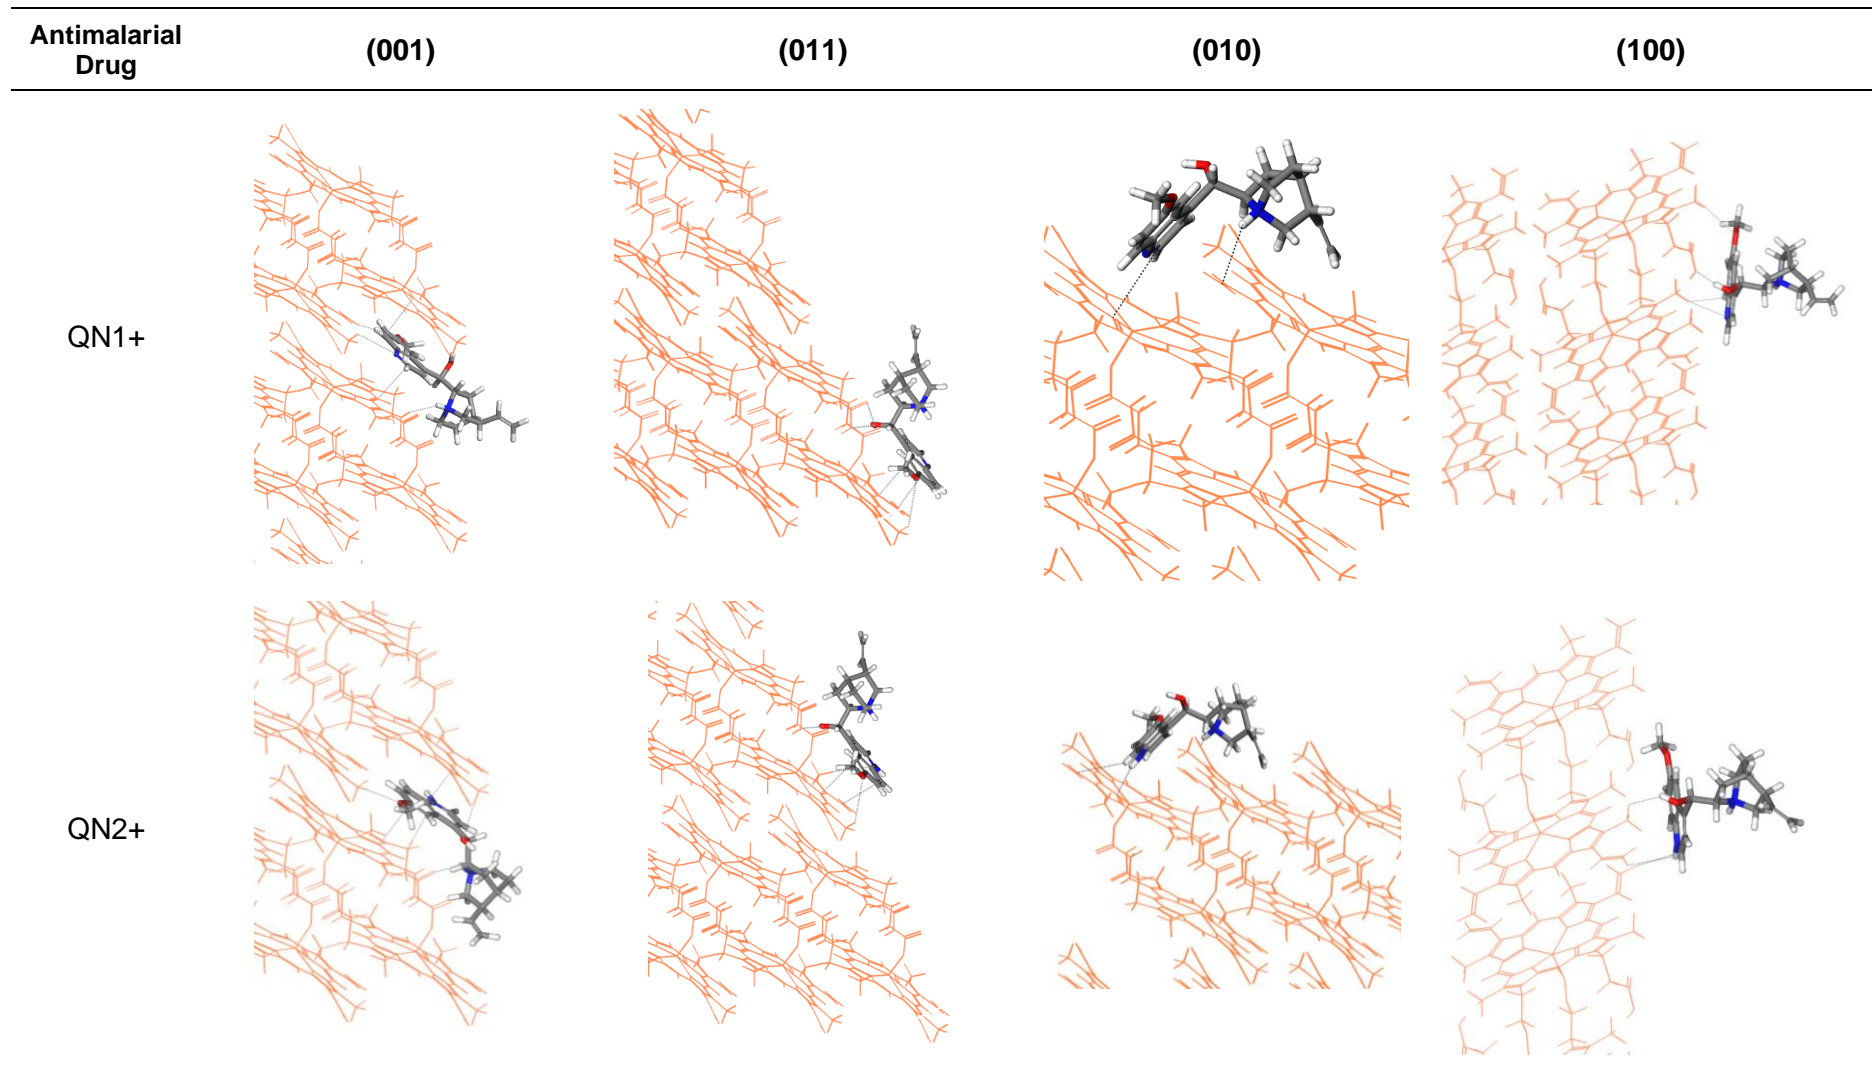 Antimalarial
Drug
(001)
(011)
(010)
(100)
QN1+
QN2+